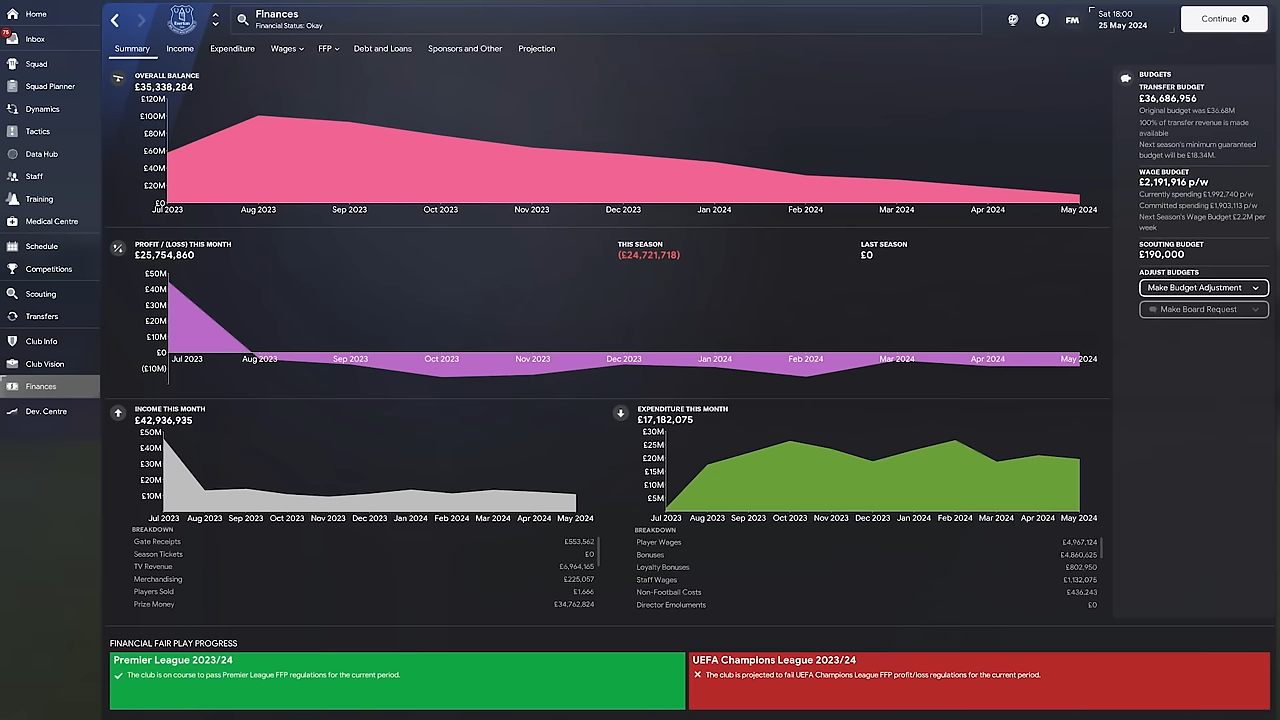 Home
75
Inbox
Squad
Squad Planner
Dynamics
Tactics
Data Hub
Staff
Training
Medical Centre
Schedule
Competitions
Scouting
Transfers
Club Info
Club Vision
Finances
Dev. Centre
Everton
Finances
Financial Status: Okay
?
FM
Sat 18:00
25 May 2024
Continue
Summary Income Expenditure Wages FFP Debt and Loans Sponsors and Other Projection
OVERALL BALANCE
£35,338,284
£120M
£100M
£80M
£60M
£40M
£20M
£0
Jul 2023 Aug 2023 Sep 2023 Oct 2023 Nov 2023 Dec 2023 Jan 2024 Feb 2024 Mar 2024 Apr 2024 May 2024
PROFIT / (LOSS) THIS MONTH
£25,754,860
THIS SEASON
(£24,721,718)
LAST SEASON
£0
£50M
£40M
£30M
£20M
£10M
£0
(£10M)
Jul 2023 Aug 2023 Sep 2023 Oct 2023 Nov 2023 Dec 2023 Jan 2024 Feb 2024 Mar 2024 Apr 2024 May 2024
INCOME THIS MONTH
£42,936,935
£50M
£40M
£30M
£20M
£10M
Jul 2023 Aug 2023 Sep 2023 Oct 2023 Nov 2023 Dec 2023 Jan 2024 Feb 2024 Mar 2024 Apr 2024 May 2024
BREAKDOWN
Gate Receipts £553,562
Season Tickets £0
TV Revenue £6,964,165
Merchandising £225,057
Players Sold £1,666
Prize Money £34,762,824
EXPENDITURE THIS MONTH
£17,182,075
£30M
£25M
£20M
£15M
£10M
£5M
Jul 2023 Aug 2023 Sep 2023 Oct 2023 Nov 2023 Dec 2023 Jan 2024 Feb 2024 Mar 2024 Apr 2024 May 2024
BREAKDOWN
Player Wages £4,967,124
Bonuses £4,860,625
Loyalty Bonuses £802,950
Staff Wages £1,132,075
Non-Football Costs £436,243
Director Emoluments £0
BUDGETS
TRANSFER BUDGET
£36,686,956
Original budget was £36.68M
100% of transfer revenue is made
available
Next season's minimum guaranteed
budget will be £18.34M.
WAGE BUDGET
£2,191,916 p/w
Currently spending £1,992,740 p/w
Committed spending £1,903,113 p/w
Next Season's Wage Budget £2.2M per
week
SCOUTING BUDGET
£190,000
ADJUST BUDGETS
Make Budget Adjustment
Make Board Request
FINANCIAL FAIR PLAY PROGRESS
Premier League 2023/24
The club is on course to pass Premier League FFP regulations for the current period.
UEFA Champions League 2023/24
The club is projected to fail UEFA Champions League FFP profit/loss regulations for the current period.